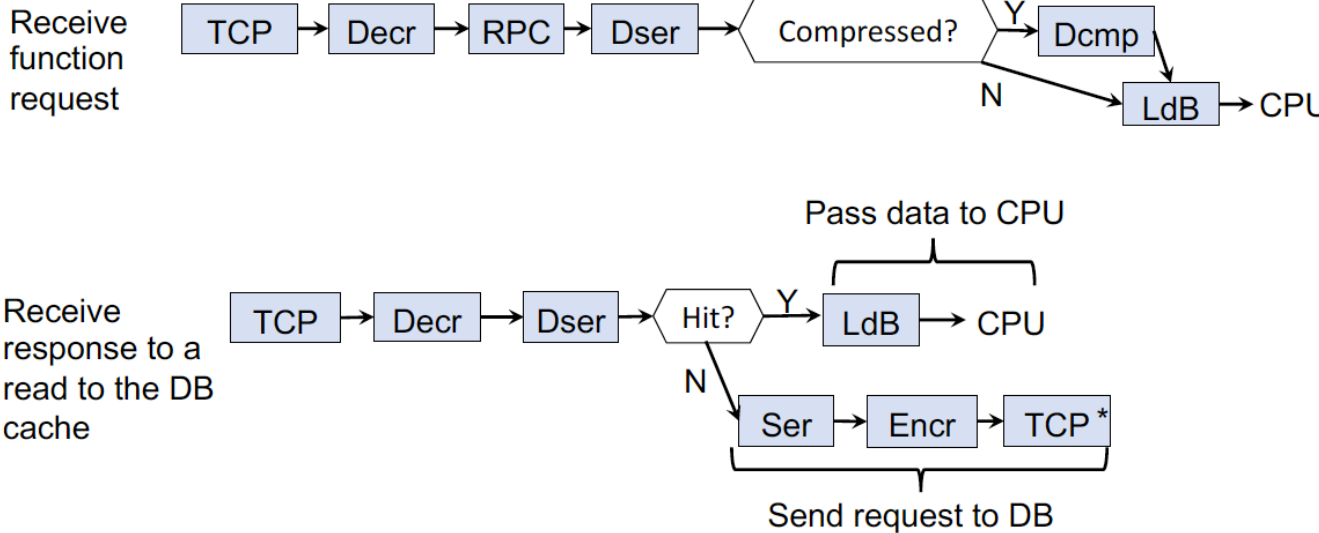 Receive
function
request
TCP
Decr
RPC
Dser
Compressed?
Y
Dcmp
N
LdB
CPU
Pass data to CPU
Receive
response to a
read to the DB
cache
TCP
Decr
Dser
Hit?
Y
LdB
CPU
N
Ser
Encr
TCP*
Send request to DB